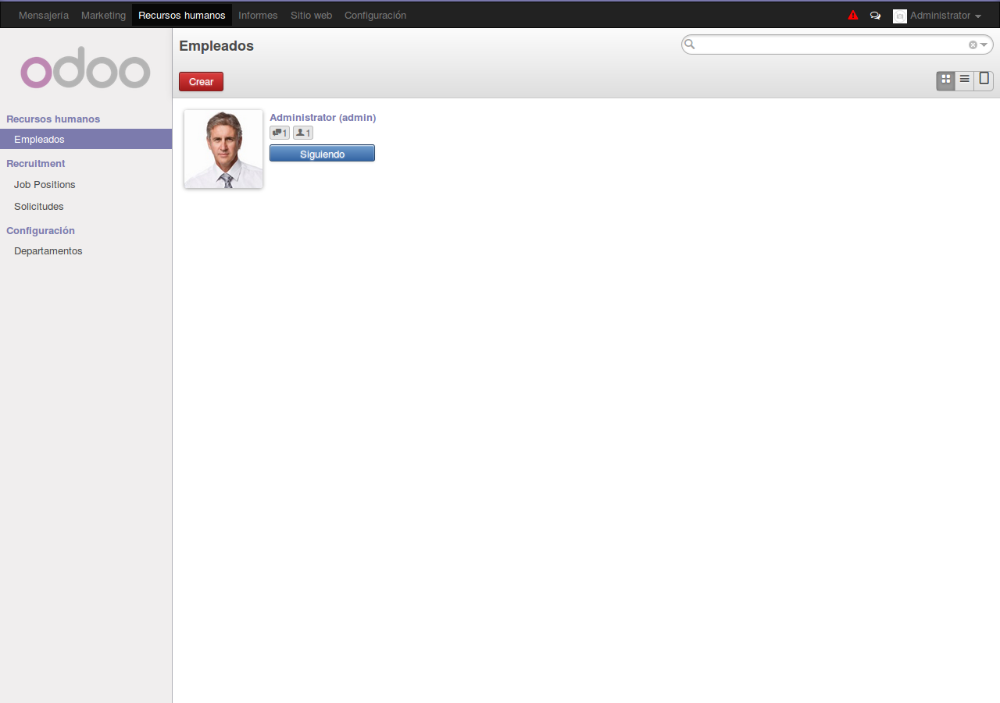 Mensajería Marketing Recursos humanos Informes Sitio web Configuración Administrator
odoo
Empleados
Crear
Recursos humanos
Empleados
Recruitment
Job Positions
Solicitudes
Configuración
Departamentos
Administrator (admin)
1 1
Siguiendo